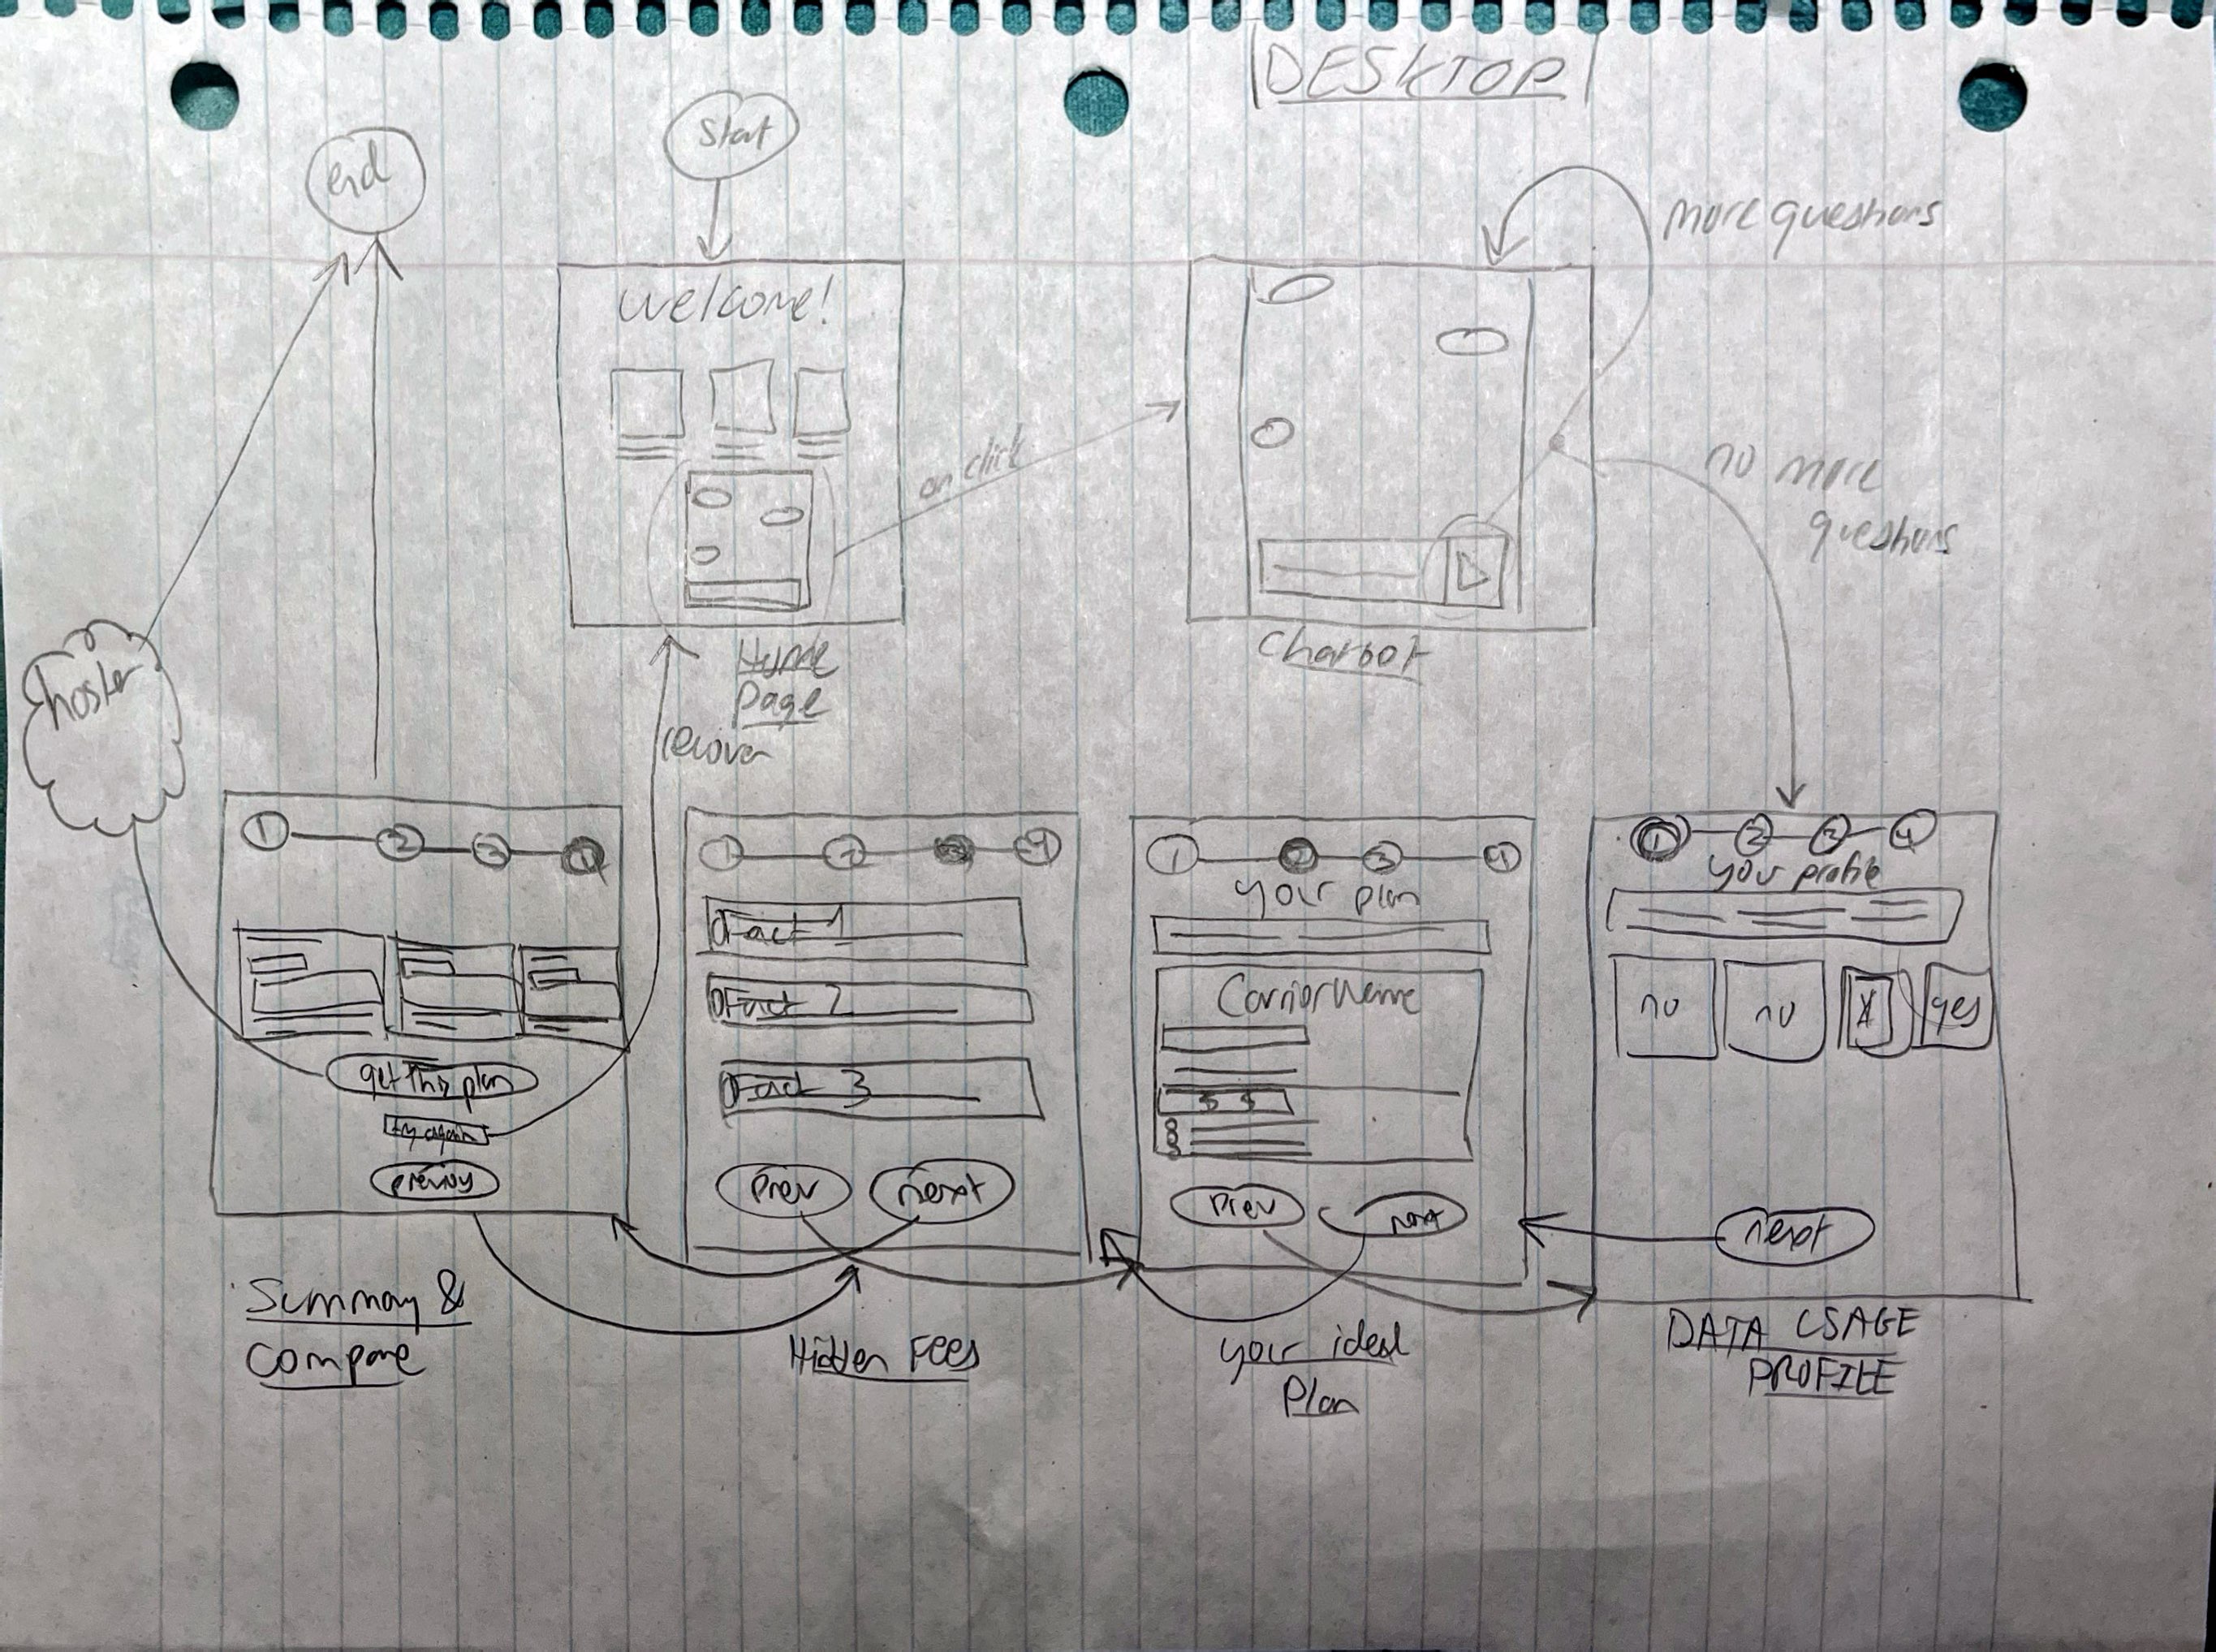 DESKTOP
start
end
more questions
welcome!
on click
no more
questions
Home
Page
Chatbot
recover
1 2 3 4
get this plan
try again
previous
Summary &
Compare
1 2 3 4
Fact 1
Fact 2
Fact 3
Prev next
Hidden Fees
1 2 3 4
your plan
Carrier Name
$ $
Prev next
your ideal
Plan
1 2 3 4
your profile
no no yes
next
DATA USAGE
PROFILE